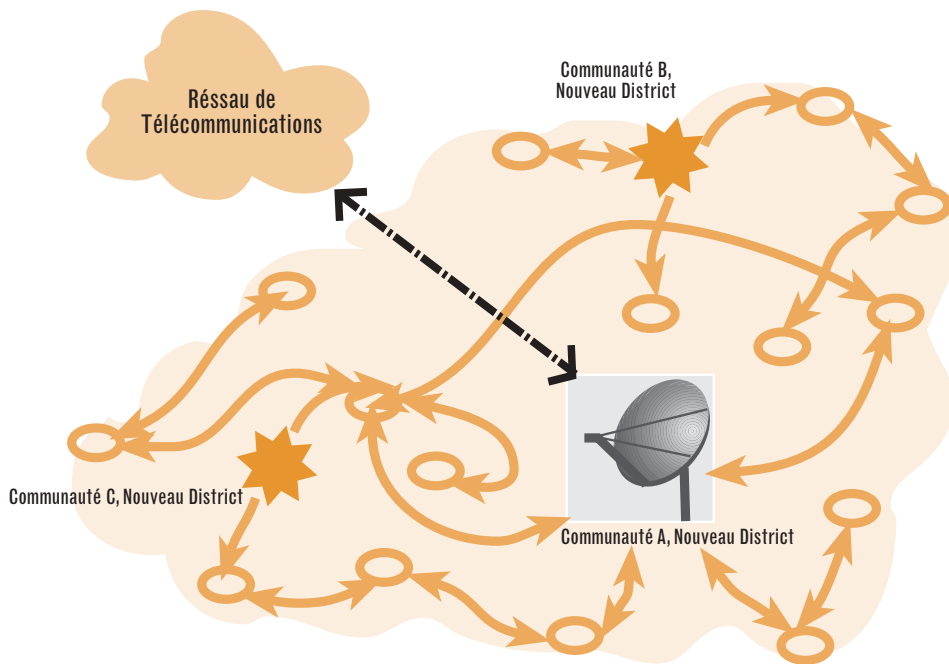 Réssau de
Télécommunications
Communauté B,
Nouveau District
Communauté C, Nouveau District
Communauté A, Nouveau District